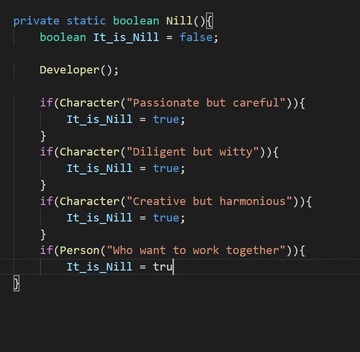 private static boolean Nill(){
    boolean It_is_Nill = false;

    Developer();

    if(Character("Passionate but careful")){
        It_is_Nill = true;
    }
    if(Character("Diligent but witty")){
        It_is_Nill = true;
    }
    if(Character("Creative but harmonious")){
        It_is_Nill = true;
    }
    if(Person("Who want to work together")){
        It_is_Nill = tru
}